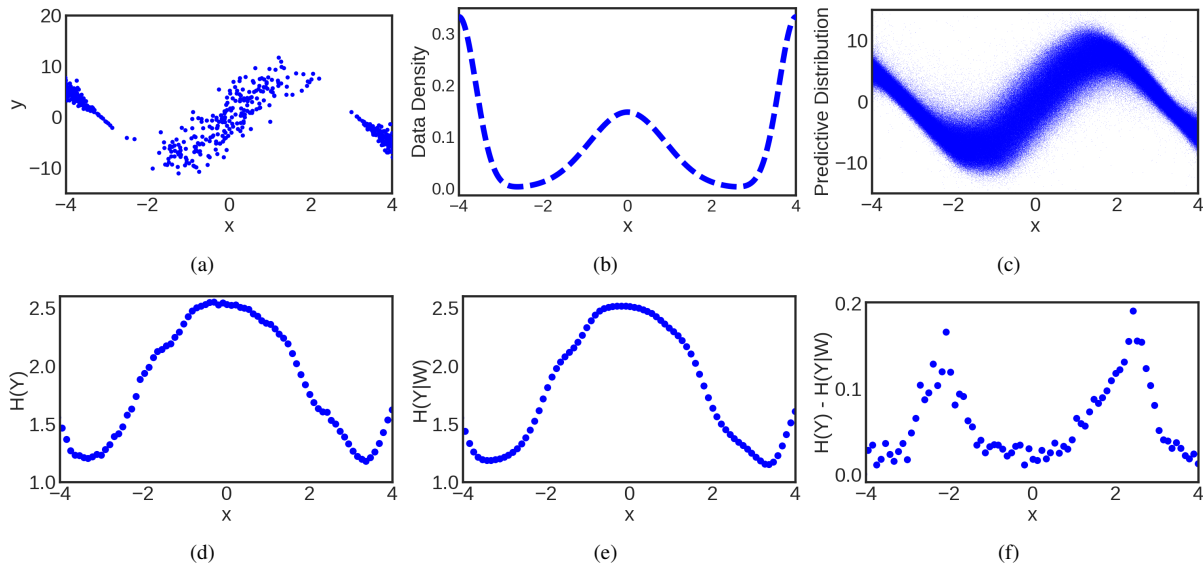 20
10
0
−10
y
−4 −2 0 2 4
x
(a)
0.3
0.2
0.1
0.0
Data Density
−4 −2 0 2 4
x
(b)
10
0
−10
Predictive Distribution
−4 −2 0 2 4
x
(c)
2.5
2.0
1.5
1.0
H(Y)
−4 −2 0 2 4
x
(d)
2.5
2.0
1.5
1.0
H(Y|W)
−4 −2 0 2 4
x
(e)
0.2
0.1
0.0
H(Y) - H(Y|W)
−4 −2 0 2 4
x
(f)